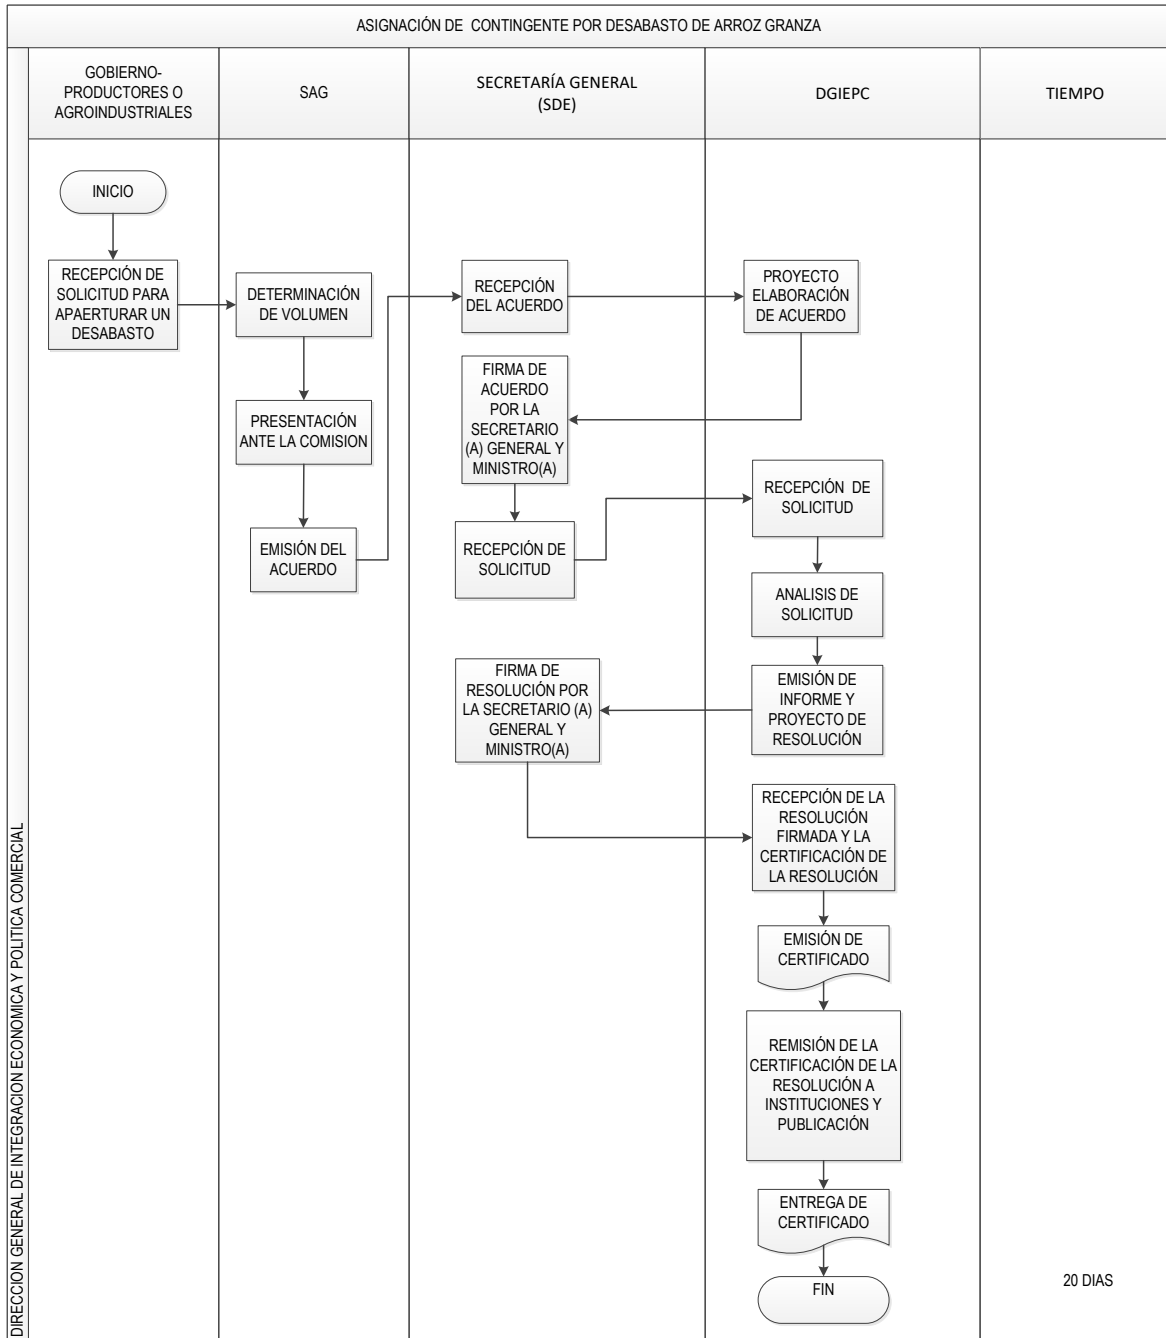 ASIGNACIÓN DE CONTINGENTE POR DESABASTO DE ARROZ GRANZA
GOBIERNO-
PRODUCTORES O
AGROINDUSTRIALES
SAG
SECRETARÍA GENERAL
(SDE)
DGIEPC
TIEMPO
INICIO
RECEPCIÓN DE
SOLICITUD PARA
APAERTURAR UN
DESABASTO
DETERMINACIÓN
DE VOLUMEN
PRESENTACIÓN
ANTE LA COMISION
EMISIÓN DEL
ACUERDO
RECEPCIÓN
DEL ACUERDO
PROYECTO
ELABORACIÓN
DE ACUERDO
FIRMA DE
ACUERDO
POR LA
SECRETARIO
(A) GENERAL Y
MINISTRO(A)
RECEPCIÓN DE
SOLICITUD
RECEPCIÓN DE
SOLICITUD
ANALISIS DE
SOLICITUD
EMISIÓN DE
INFORME Y
PROYECTO DE
RESOLUCIÓN
FIRMA DE
RESOLUCIÓN POR
LA SECRETARIO (A)
GENERAL Y
MINISTRO(A)
RECEPCIÓN DE LA
RESOLUCIÓN
FIRMADA Y LA
CERTIFICACIÓN DE
LA RESOLUCIÓN
EMISIÓN DE
CERTIFICADO
REMISIÓN DE LA
CERTIFICACIÓN DE LA
RESOLUCIÓN A
INSTITUCIONES Y
PUBLICACIÓN
ENTREGA DE
CERTIFICADO
FIN
20 DIAS
DIRECCION GENERAL DE INTEGRACION ECONOMICA Y POLITICA COMERCIAL